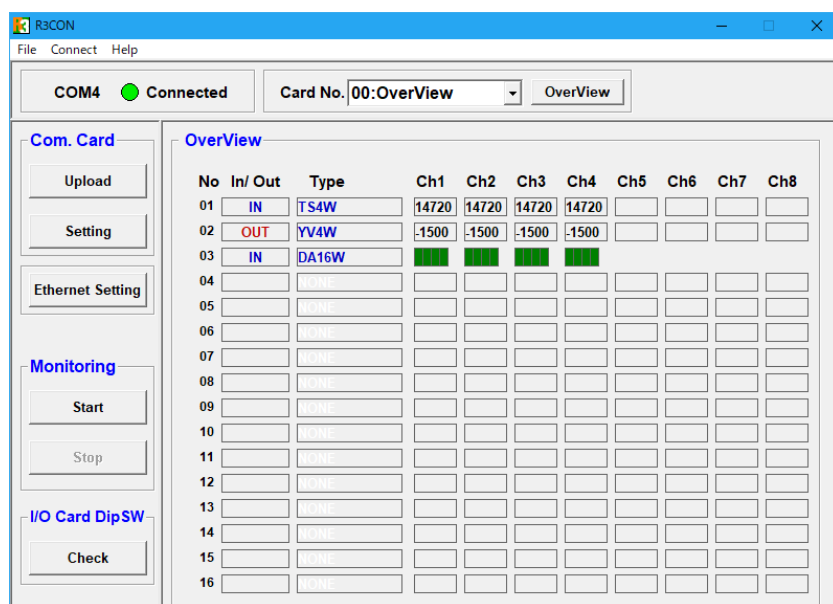 R3CON
File Connect Help
COM4 Connected Card No. 00:OverView OverView
Com. Card
Upload
Setting
Ethernet Setting
Monitoring
Start
Stop
I/O Card DipSW
Check
OverView
No In/ Out Type Ch1 Ch2 Ch3 Ch4 Ch5 Ch6 Ch7 Ch8
01 IN TS4W 14720 14720 14720 14720
02 OUT YV4W -1500 -1500 -1500 -1500
03 IN DA16W
04 NONE
05 NONE
06 NONE
07 NONE
08 NONE
09 NONE
10 NONE
11 NONE
12 NONE
13 NONE
14 NONE
15 NONE
16 NONE